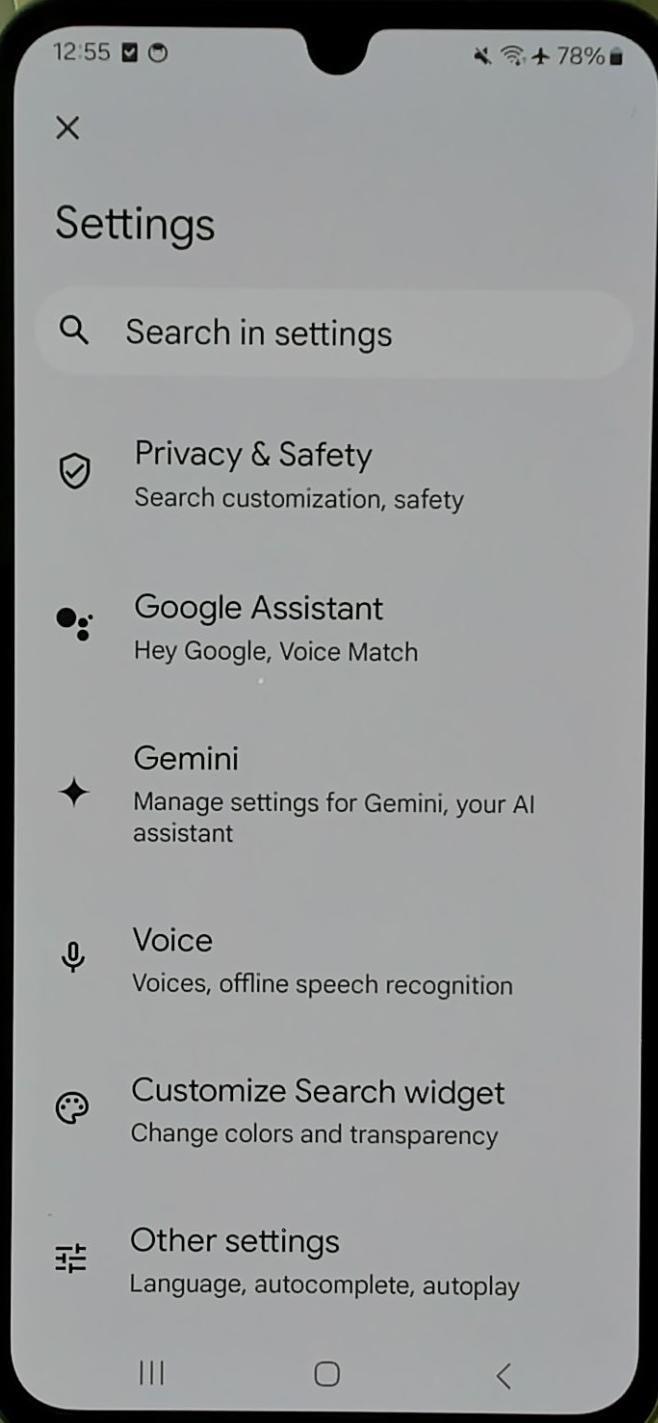 12:55
78%
Settings
Search in settings
Privacy & Safety
Search customization, safety
Google Assistant
Hey Google, Voice Match
Gemini
Manage settings for Gemini, your AI
assistant
Voice
Voices, offline speech recognition
Customize Search widget
Change colors and transparency
Other settings
Language, autocomplete, autoplay